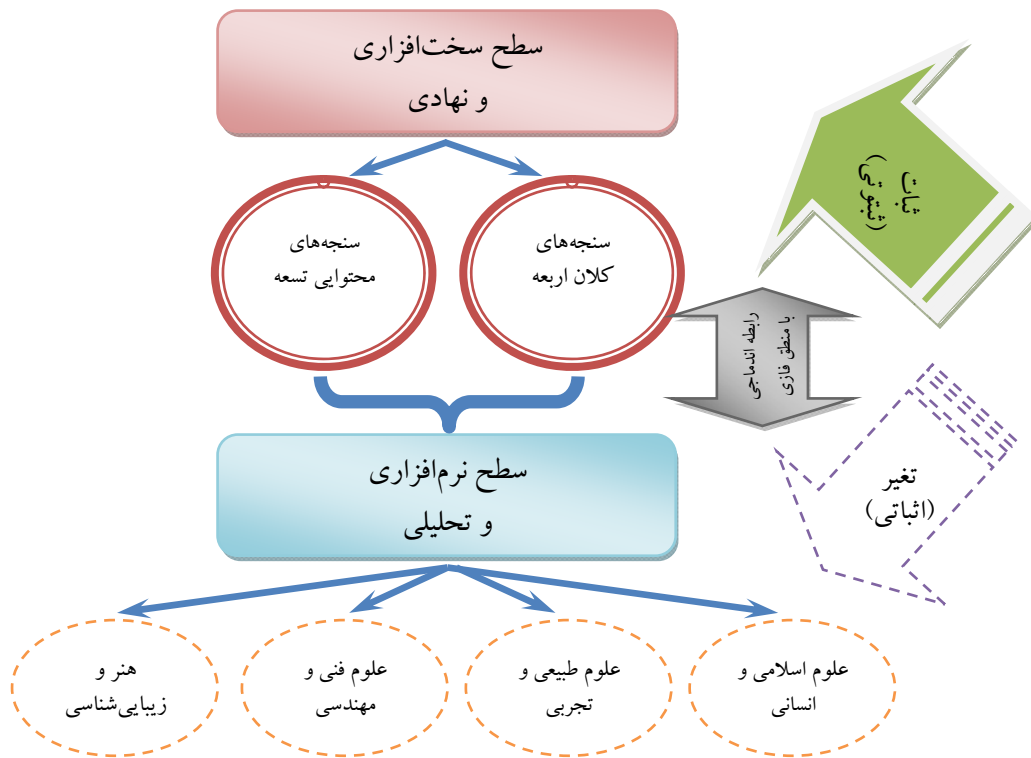 سطح سخت‌افزاری
و نهادی
سنجه‌های
کلان اربعه
سنجه‌های
محتوایی تسعه
ثبات
(ثبوتی)
رابطه اندماجی
با منطق فازی
تغیر
(اثباتی)
سطح نرم‌افزاری
و تحلیلی
علوم اسلامی و
انسانی
علوم طبیعی و
تجربی
علوم فنی و
مهندسی
هنر و
زیبایی‌شناسی